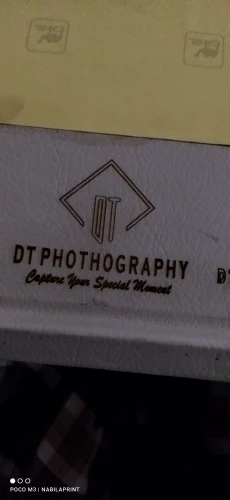 DT
DT PHOTHOGRAPHY
Capture Your Special Moment
POCO M3 | NABILAPRINT